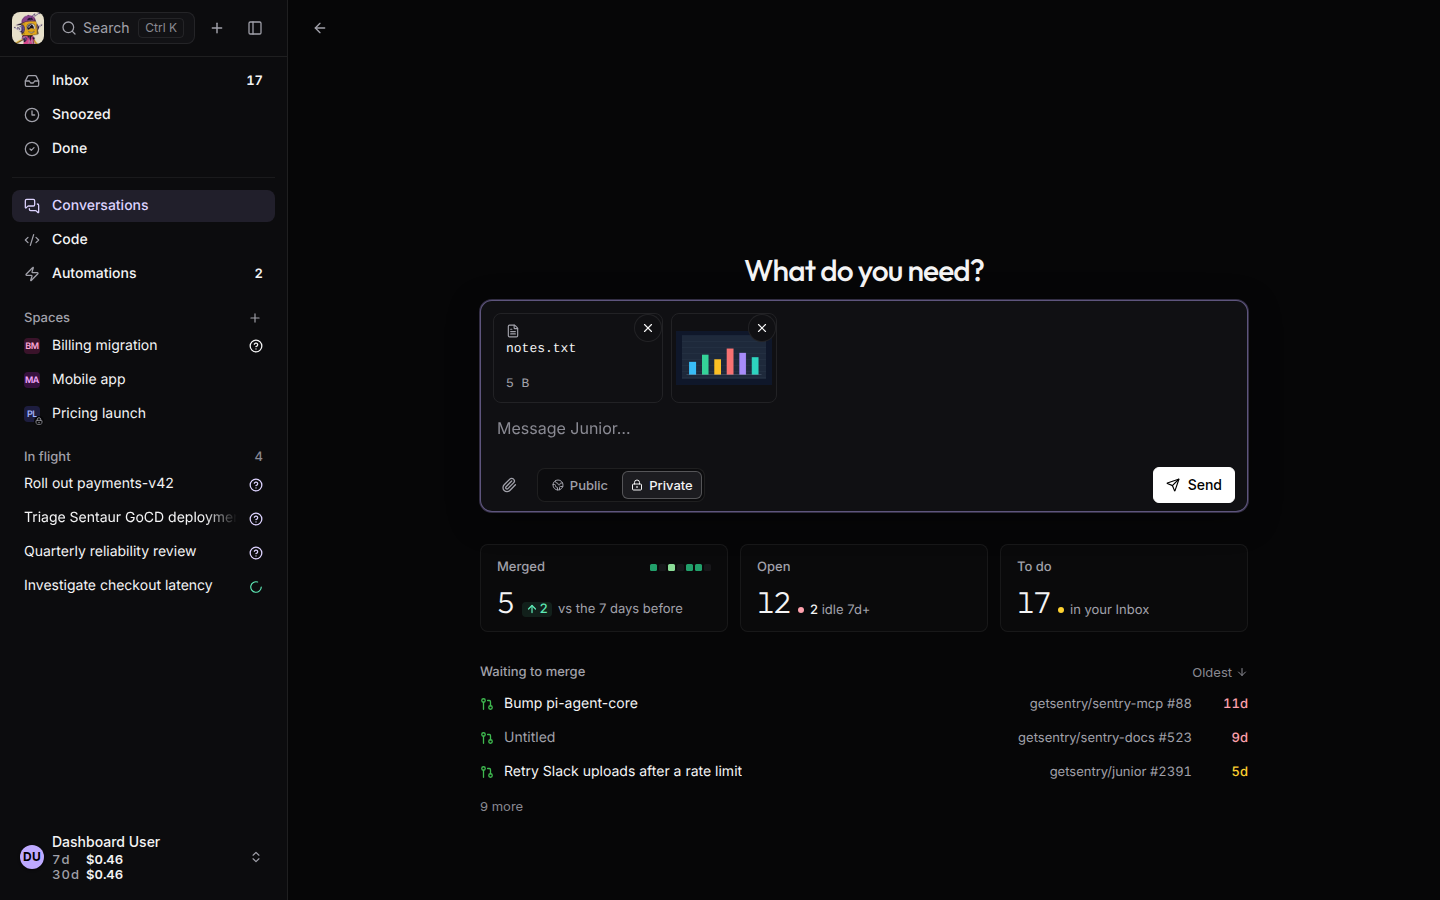 Search Ctrl K
Inbox 17
Snoozed
Done
Conversations
Code
Automations 2
Spaces
BM Billing migration
MA Mobile app
PL Pricing launch
In flight 4
Roll out payments-v42
Triage Sentaur GoCD deployme
Quarterly reliability review
Investigate checkout latency
DU Dashboard User
7d $0.46
30d $0.46
What do you need?
notes.txt
5 B
Message Junior...
Public Private Send
Merged
5 2 vs the 7 days before
Open
12 2 idle 7d+
To do
17 in your Inbox
Waiting to merge Oldest
Bump pi-agent-core getsentry/sentry-mcp #88 11d
Untitled getsentry/sentry-docs #523 9d
Retry Slack uploads after a rate limit getsentry/junior #2391 5d
9 more